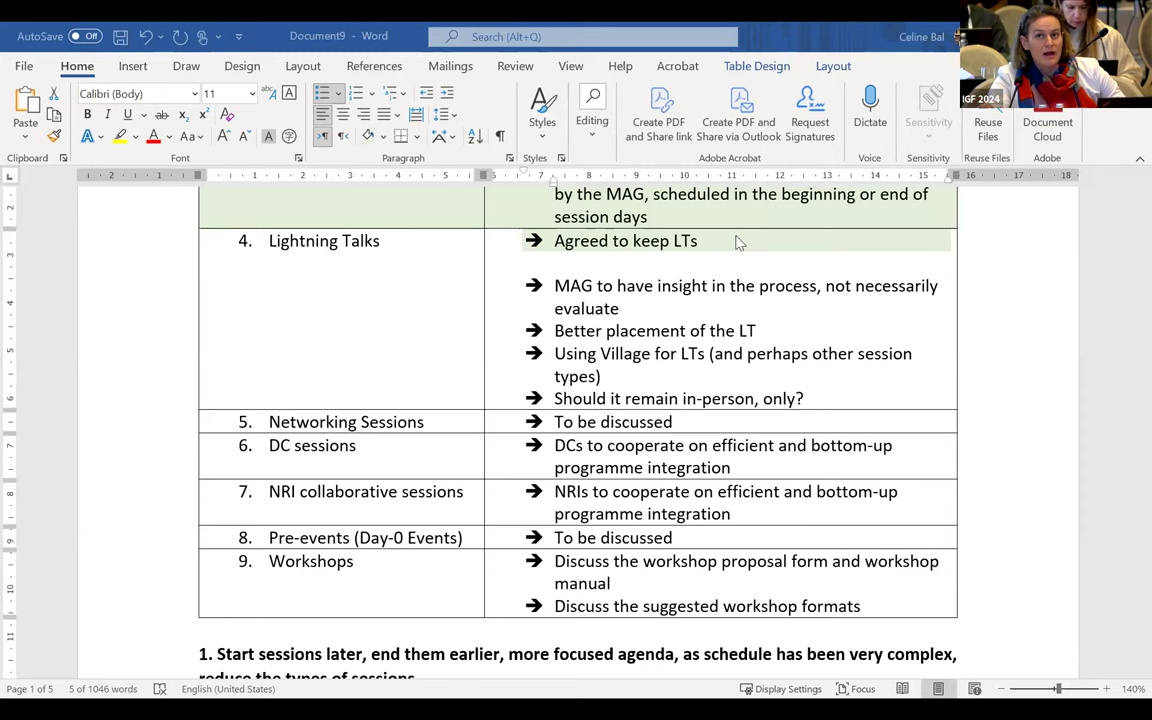 AutoSave Off Document9 - Word Search (Alt+Q) Celine Bal
File Home Insert Draw Design Layout References Mailings Review View Help Acrobat Table Design Layout
IGF 2024
Calibri (Body) 11
Paste
Styles
Editing
Create PDF and Share link
Create PDF and Share via Outlook
Request Signatures
Dictate
Sensitivity
Reuse Files
Document Cloud
Clipboard Font Paragraph Styles Adobe Acrobat Voice Sensitivity Reuse Files Adobe
by the MAG, scheduled in the beginning or end of
session days
4. Lightning Talks
➔ Agreed to keep LTs
➔ MAG to have insight in the process, not necessarily
evaluate
➔ Better placement of the LT
➔ Using Village for LTs (and perhaps other session
types)
➔ Should it remain in-person, only?
5. Networking Sessions
➔ To be discussed
6. DC sessions
➔ DCs to cooperate on efficient and bottom-up
programme integration
7. NRI collaborative sessions
➔ NRIs to cooperate on efficient and bottom-up
programme integration
8. Pre-events (Day-0 Events)
➔ To be discussed
9. Workshops
➔ Discuss the workshop proposal form and workshop
manual
➔ Discuss the suggested workshop formats
1. Start sessions later, end them earlier, more focused agenda, as schedule has been very complex,
reduce the types of sessions
Page 1 of 5 5 of 1046 words English (United States) Display Settings Focus 140%